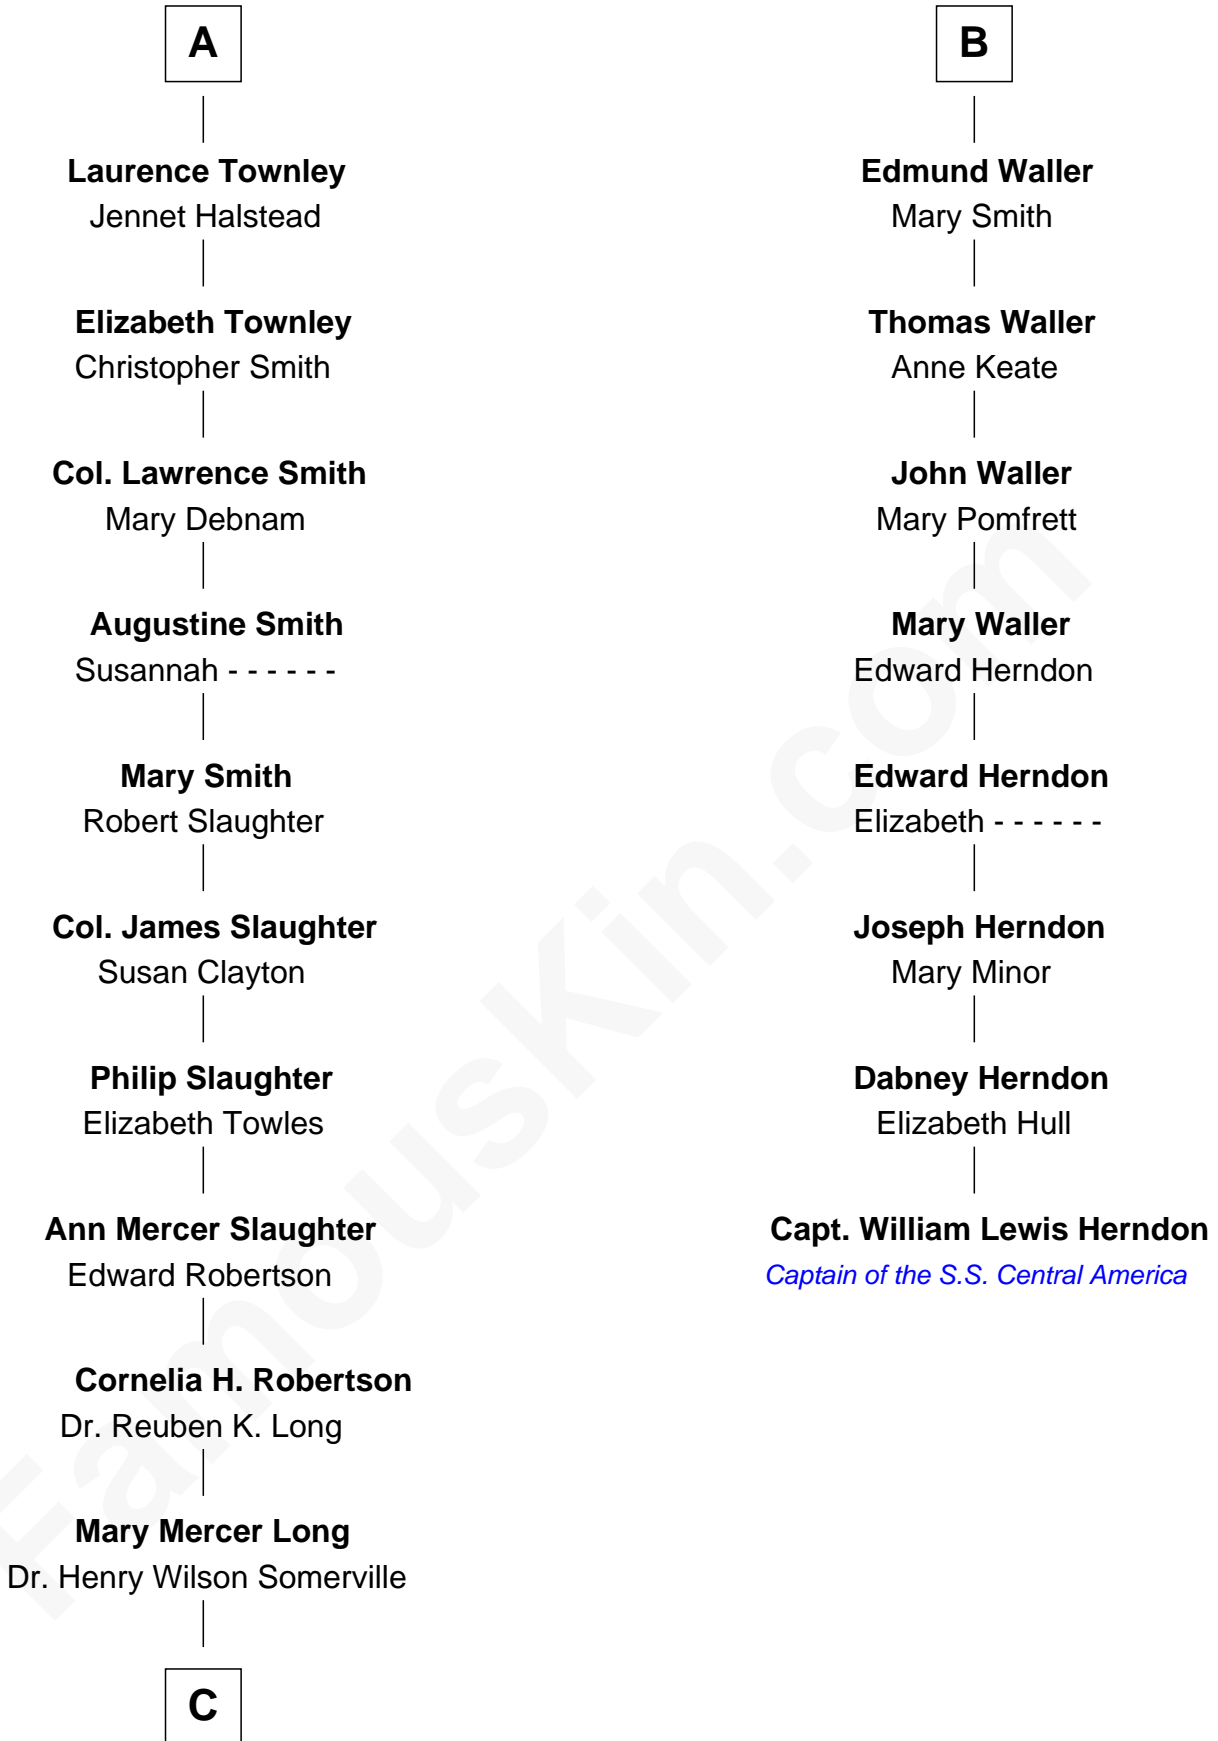 A
Laurence Townley
Jennet Halstead
Elizabeth Townley
Christopher Smith
Col. Lawrence Smith
Mary Debnam
Augustine Smith
Susannah - - - - - -
Mary Smith
Robert Slaughter
Col. James Slaughter
Susan Clayton
Philip Slaughter
Elizabeth Towles
Ann Mercer Slaughter
Edward Robertson
Cornelia H. Robertson
Dr. Reuben K. Long
Mary Mercer Long
Dr. Henry Wilson Somerville
C
B
Edmund Waller
Mary Smith
Thomas Waller
Anne Keate
John Waller
Mary Pomfrett
Mary Waller
Edward Herndon
Edward Herndon
Elizabeth - - - - - -
Joseph Herndon
Mary Minor
Dabney Herndon
Elizabeth Hull
Capt. William Lewis Herndon
Captain of the S.S. Central America
FamousKin.com